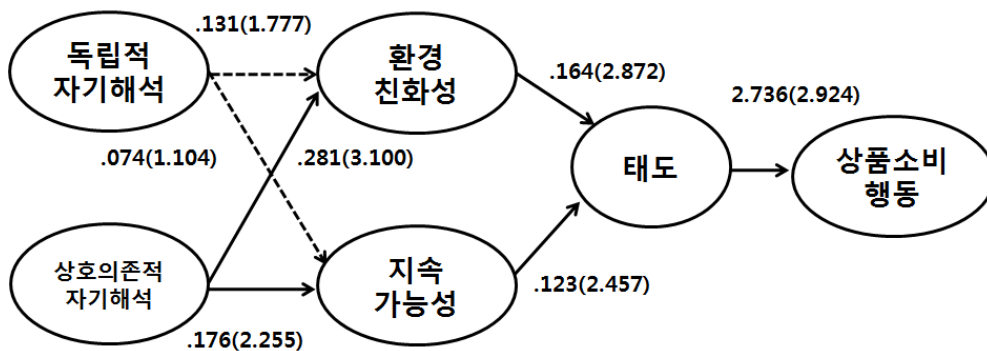 .131(1.777)
독립적
자기해석
환경
친화성
.164(2.872)
2.736(2.924)
.074(1.104)
.281(3.100)
태도
상품소비
행동
상호의존적
자기해석
지속
가능성
.123(2.457)
.176(2.255)